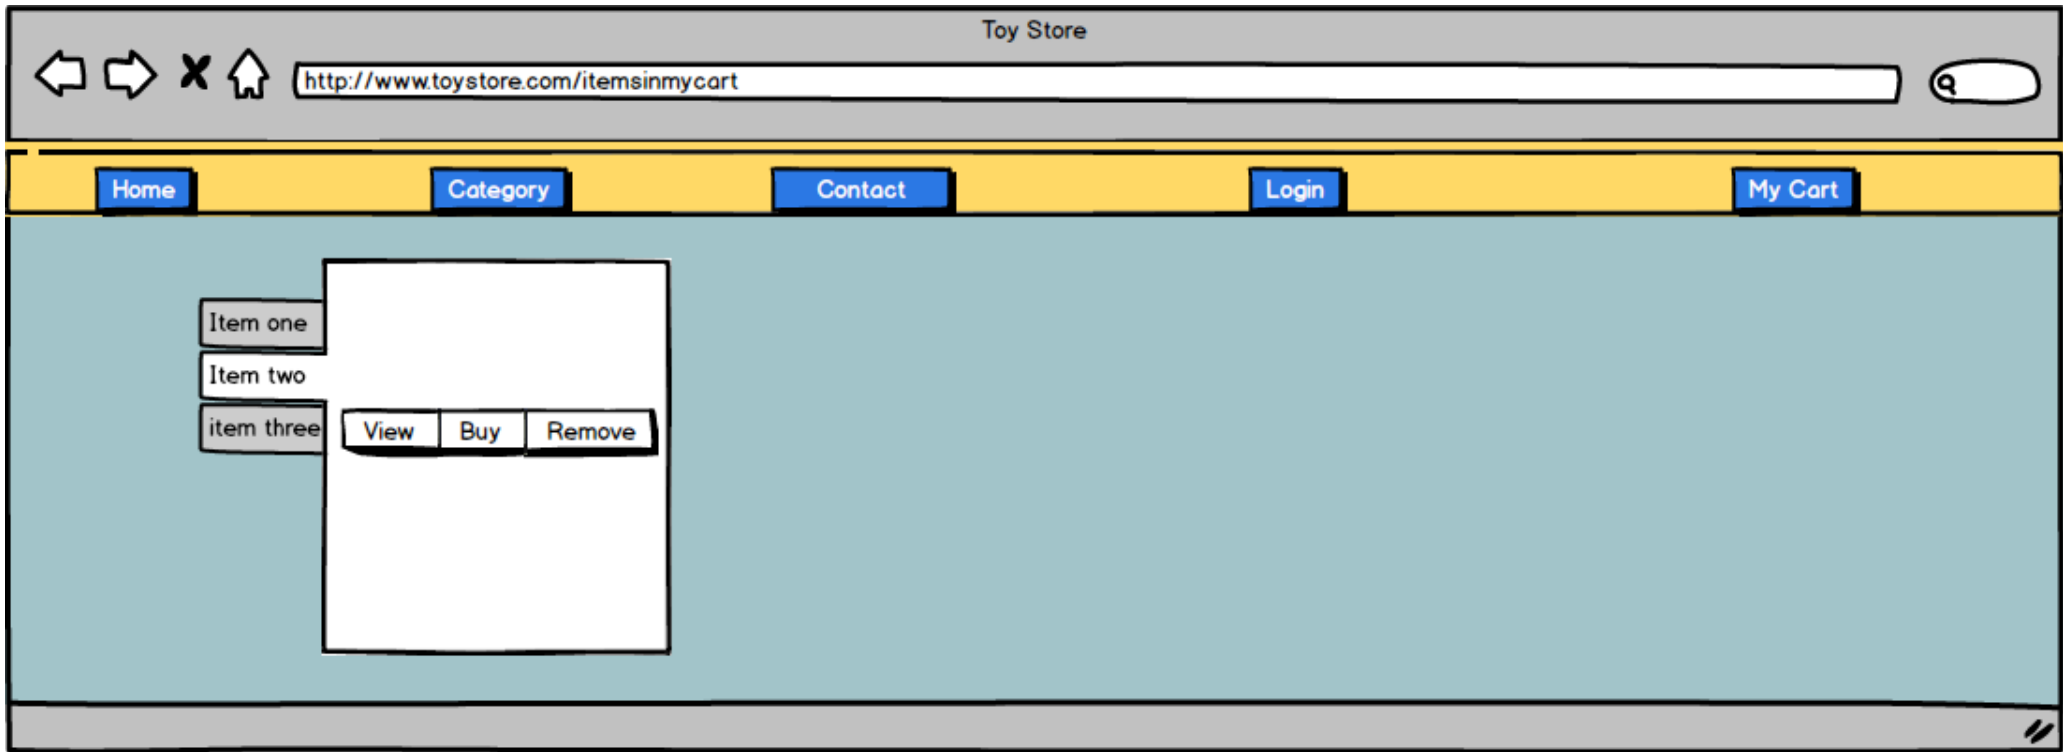 Toy Store
http://www.toystore.com/itemsinmycart
Home Category Contact Login My Cart
Item one
Item two
item three
View Buy Remove